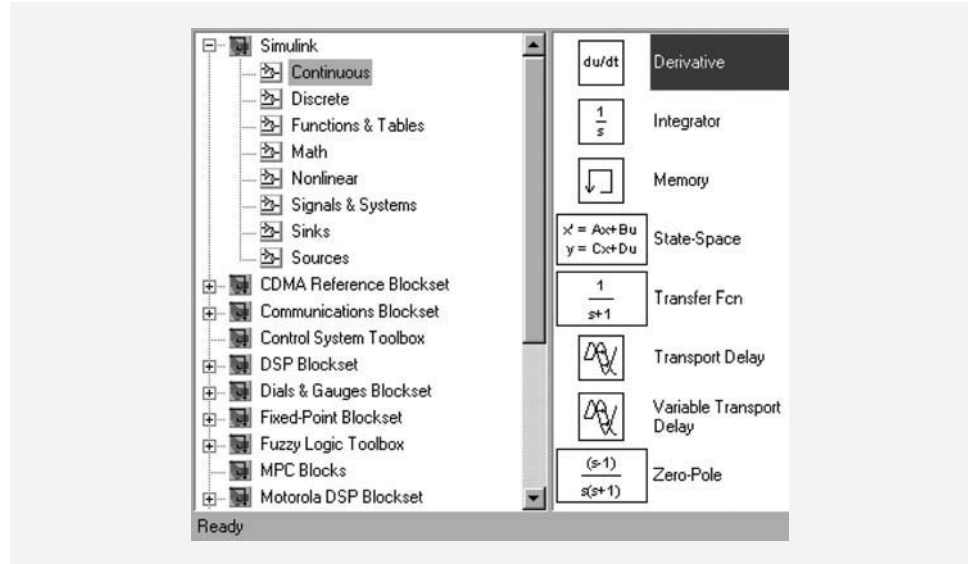 Simulink
Continuous
Discrete
Functions & Tables
Math
Nonlinear
Signals & Systems
Sinks
Sources
CDMA Reference Blockset
Communications Blockset
Control System Toolbox
DSP Blockset
Dials & Gauges Blockset
Fixed-Point Blockset
Fuzzy Logic Toolbox
MPC Blocks
Motorola DSP Blockset
du/dt Derivative
1
s
Integrator
Memory
x' = Ax+Bu
y = Cx+Du
State-Space
1
s+1
Transfer Fcn
Transport Delay
Variable Transport
Delay
(s-1)
s(s+1)
Zero-Pole
Ready